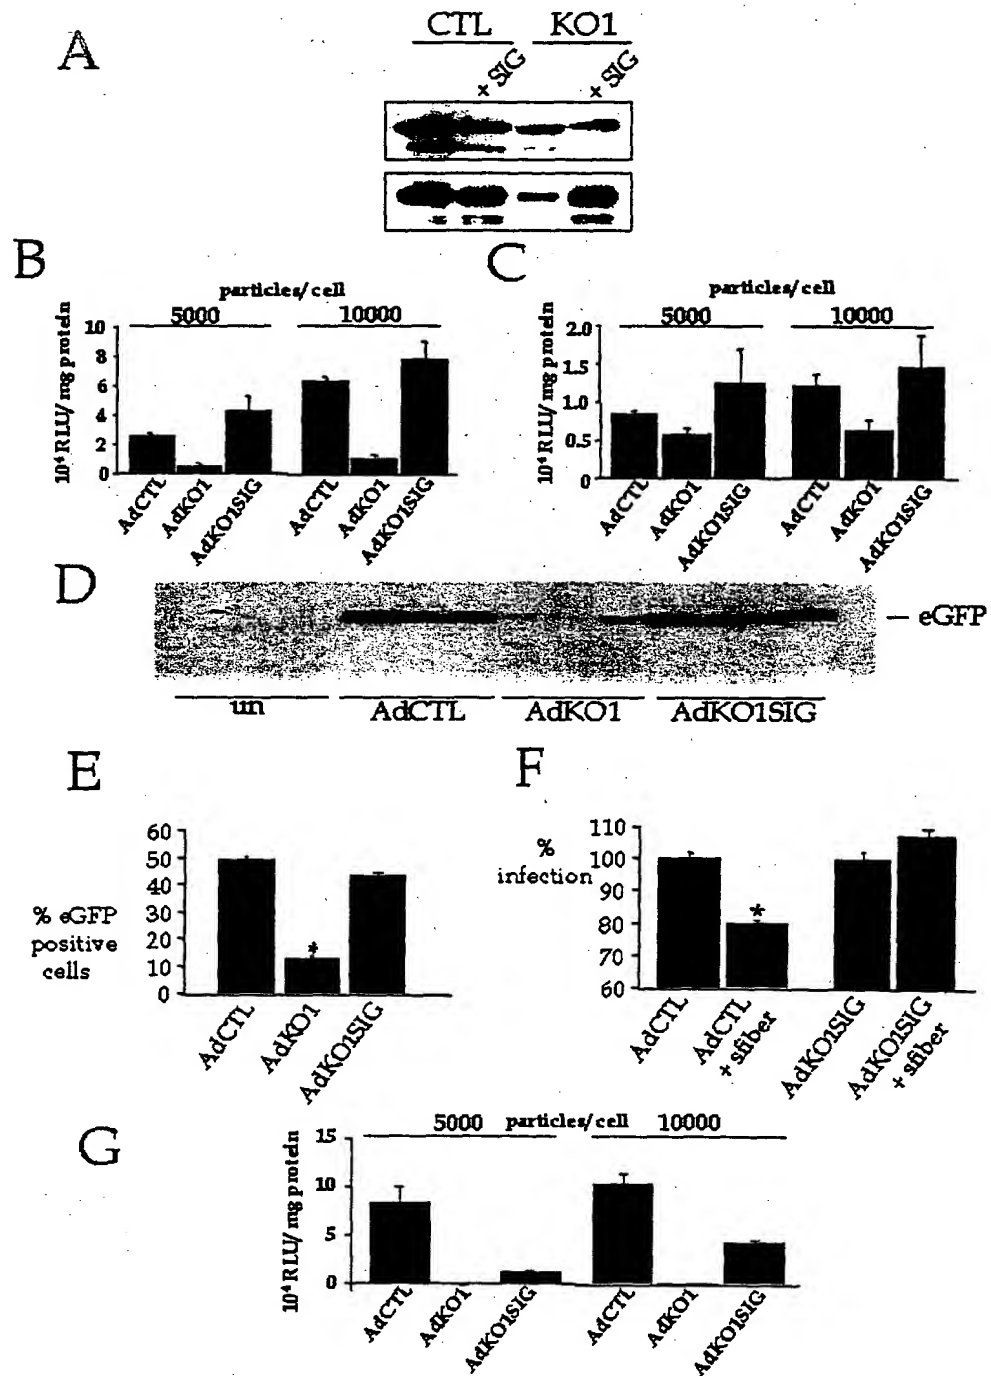 A
CTL KO1
+ SIG + SIG
B
particles/cell
5000 10000
10⁴ RLU/ mg protein
10
8
6
4
2
0
AdCTL AdKO1 AdKO1SIG AdCTL AdKO1 AdKO1SIG
C
particles/cell
5000 10000
10⁴ RLU/ mg protein
2.0
1.5
1.0
0.5
0
AdCTL AdKO1 AdKO1SIG AdCTL AdKO1 AdKO1SIG
D
— eGFP
un AdCTL AdKO1 AdKO1SIG
E
% eGFP
positive
cells
60
50
40
30
20
10
0
*
AdCTL AdKO1 AdKO1SIG
F
%
infection
110
100
90
80
70
60
*
AdCTL AdCTL + sfiber AdKO1SIG AdKO1SIG + sfiber
G
5000 particles/cell 10000
10⁴ RLU/ mg protein
15
10
5
0
AdCTL AdKO1 AdKO1SIG AdCTL AdKO1 AdKO1SIG